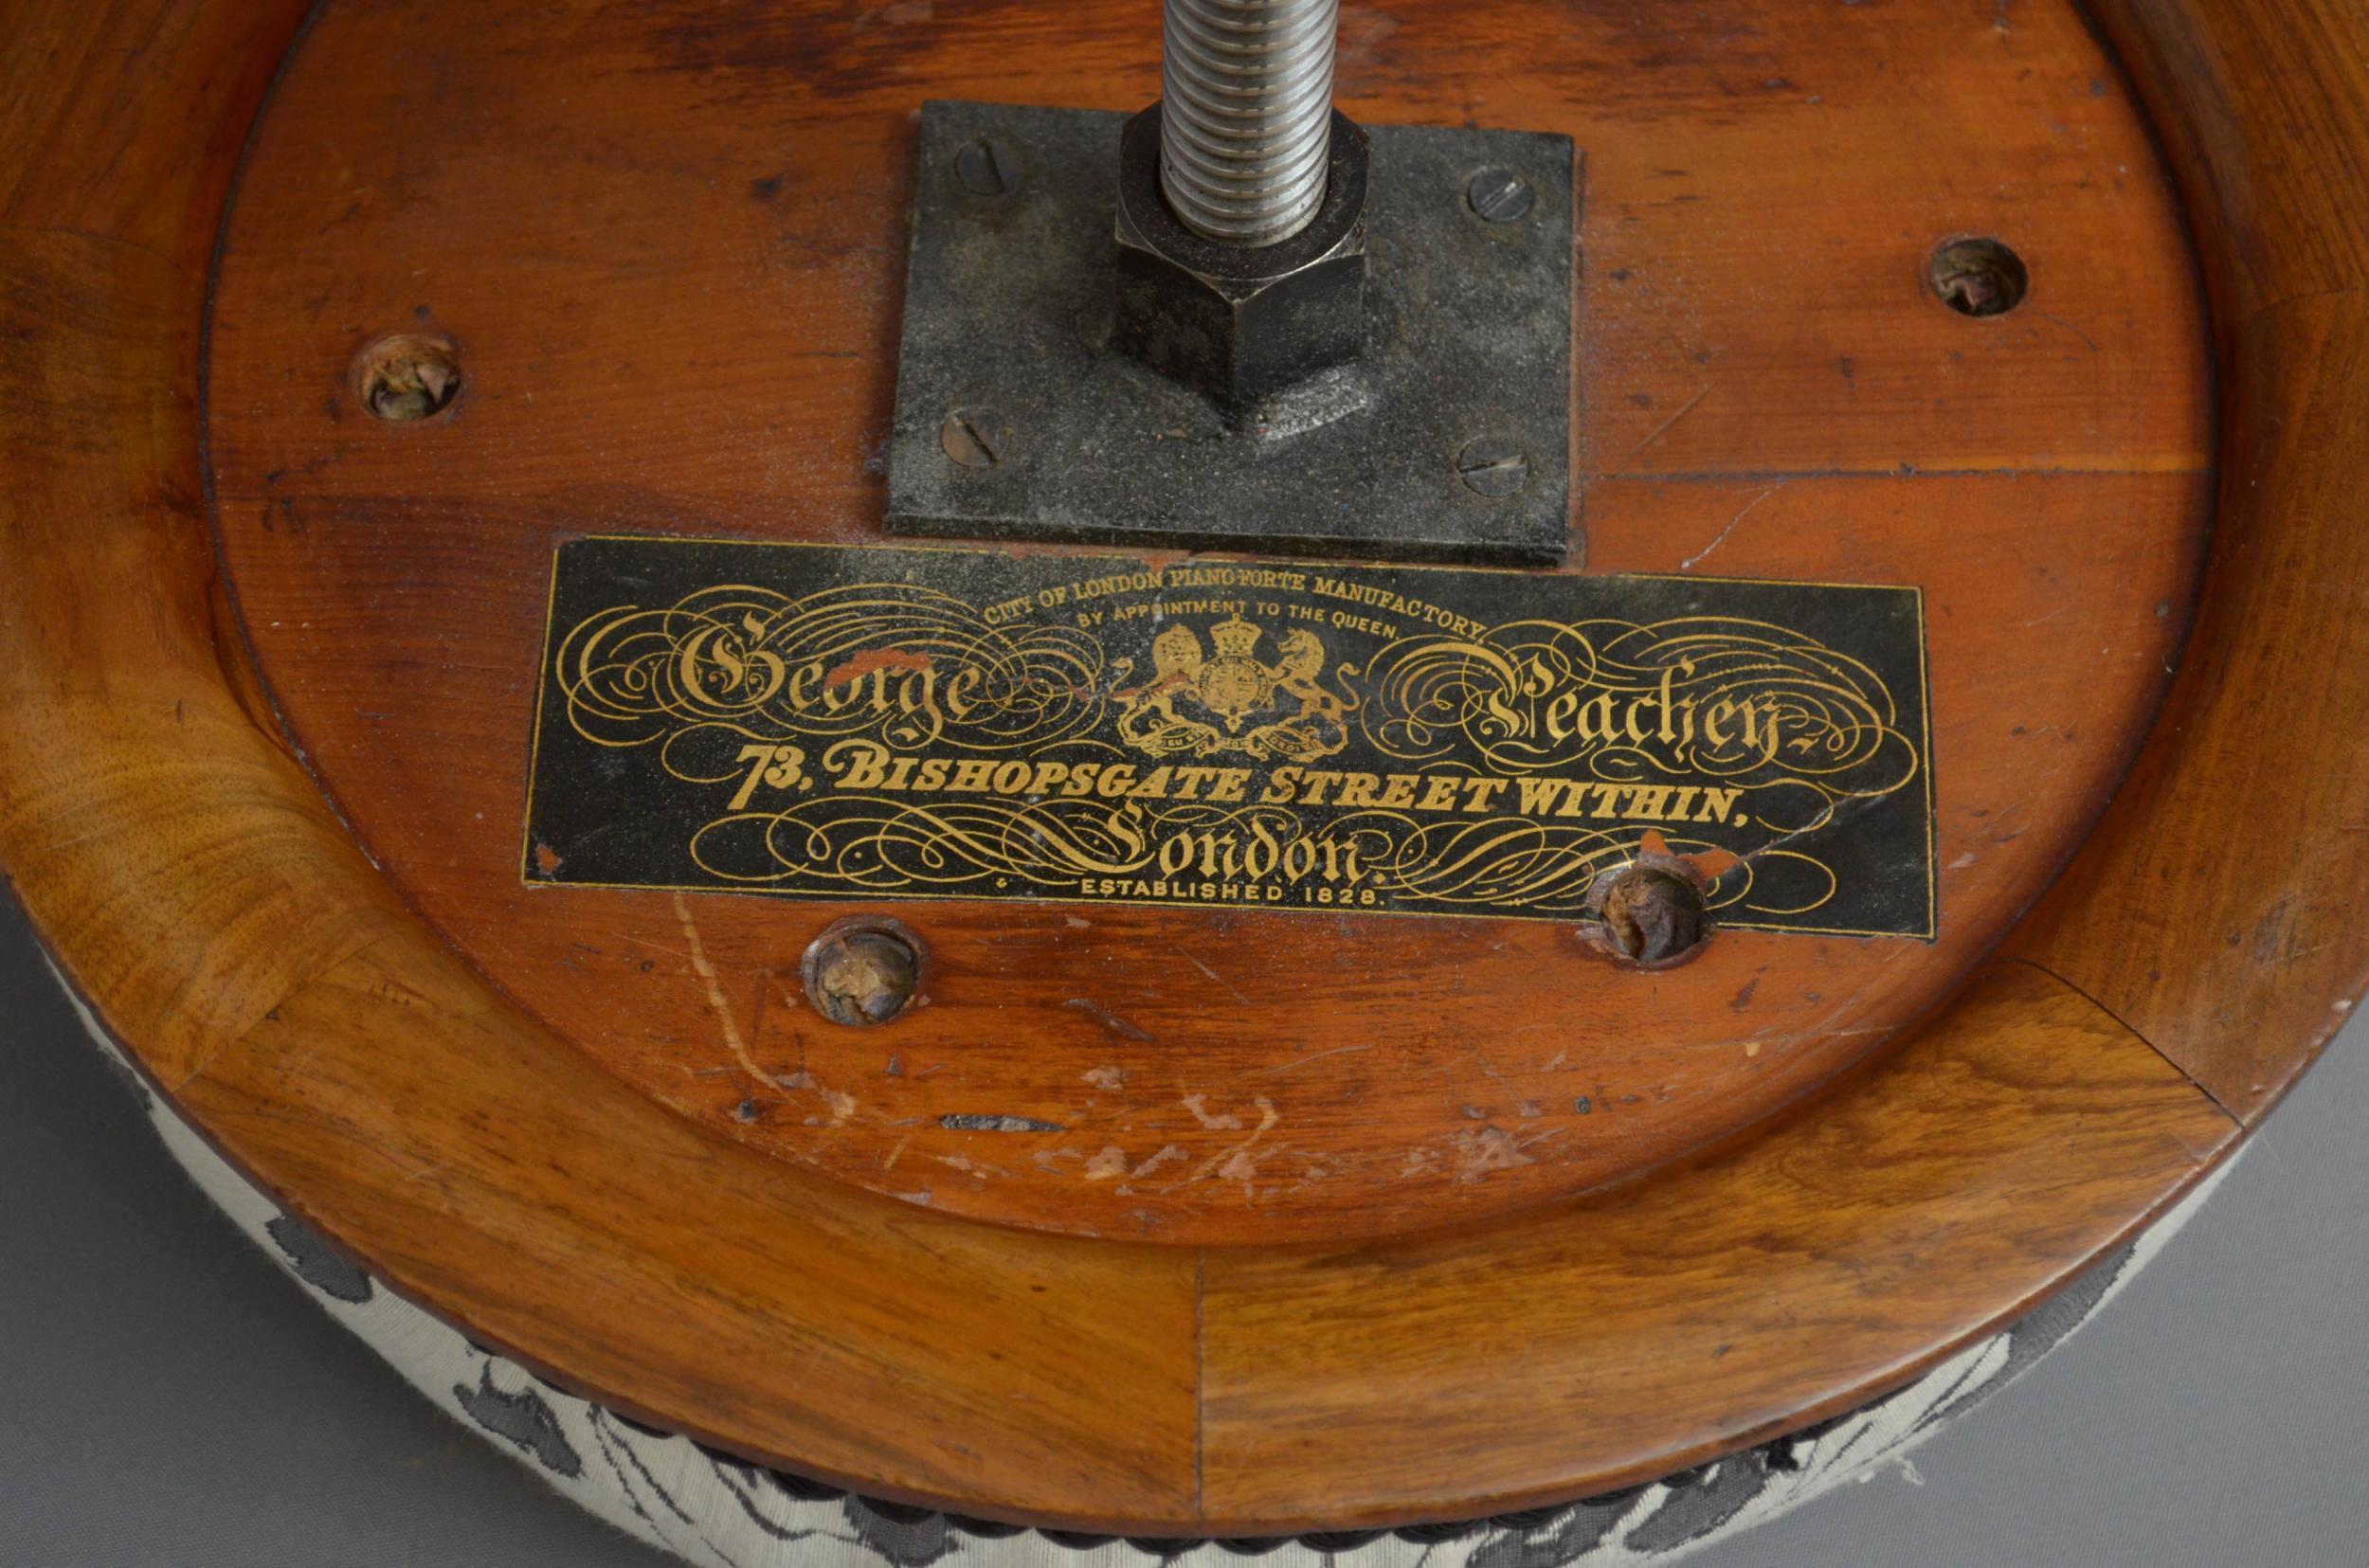 CITY OF LONDON PIANO-FORTE MANUFACTORY,
BY APPOINTMENT TO THE QUEEN.
George Peachey
73, BISHOPSGATE STREET WITHIN,
London.
ESTABLISHED 1828.